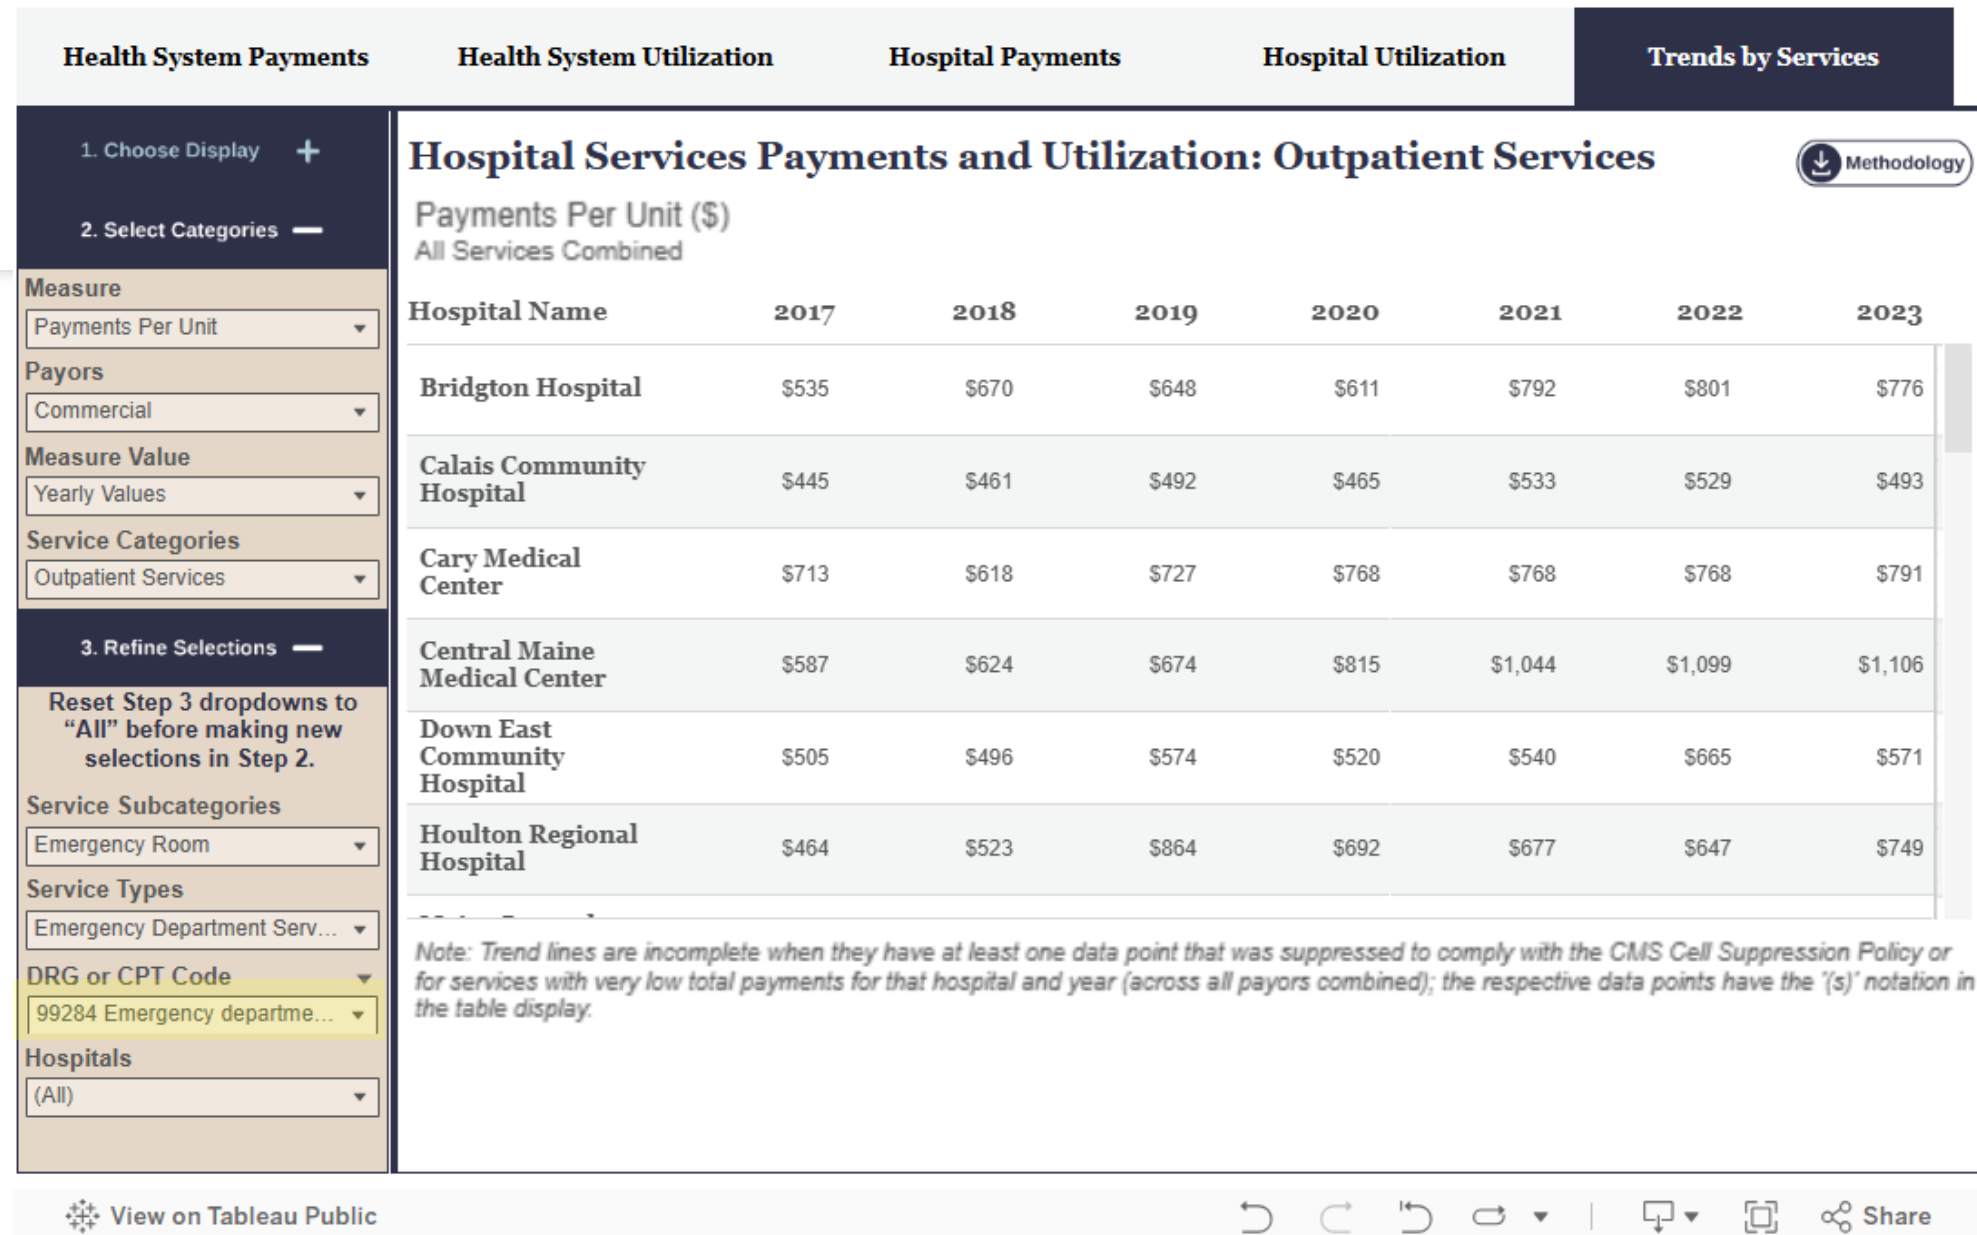 Health System Payments
Health System Utilization
Hospital Payments
Hospital Utilization
Trends by Services
1. Choose Display
2. Select Categories
Measure
Payments Per Unit
Payors
Commercial
Measure Value
Yearly Values
Service Categories
Outpatient Services
3. Refine Selections
Reset Step 3 dropdowns to
“All” before making new
selections in Step 2.
Service Subcategories
Emergency Room
Service Types
Emergency Department Serv...
DRG or CPT Code
99284 Emergency departme...
Hospitals
(All)
Hospital Services Payments and Utilization: Outpatient Services
Methodology
Payments Per Unit ($)
All Services Combined
Hospital Name 2017 2018 2019 2020 2021 2022 2023
Bridgton Hospital $535 $670 $648 $611 $792 $801 $776
Calais Community
Hospital $445 $461 $492 $465 $533 $529 $493
Cary Medical
Center $713 $618 $727 $768 $768 $768 $791
Central Maine
Medical Center $587 $624 $674 $815 $1,044 $1,099 $1,106
Down East
Community $505 $496 $574 $520 $540 $665 $571
Hospital
Houlton Regional
Hospital $464 $523 $864 $692 $677 $647 $749
Note: Trend lines are incomplete when they have at least one data point that was suppressed to comply with the CMS Cell Suppression Policy or
for services with very low total payments for that hospital and year (across all payors combined); the respective data points have the '(s)' notation in
the table display.
View on Tableau Public
Share